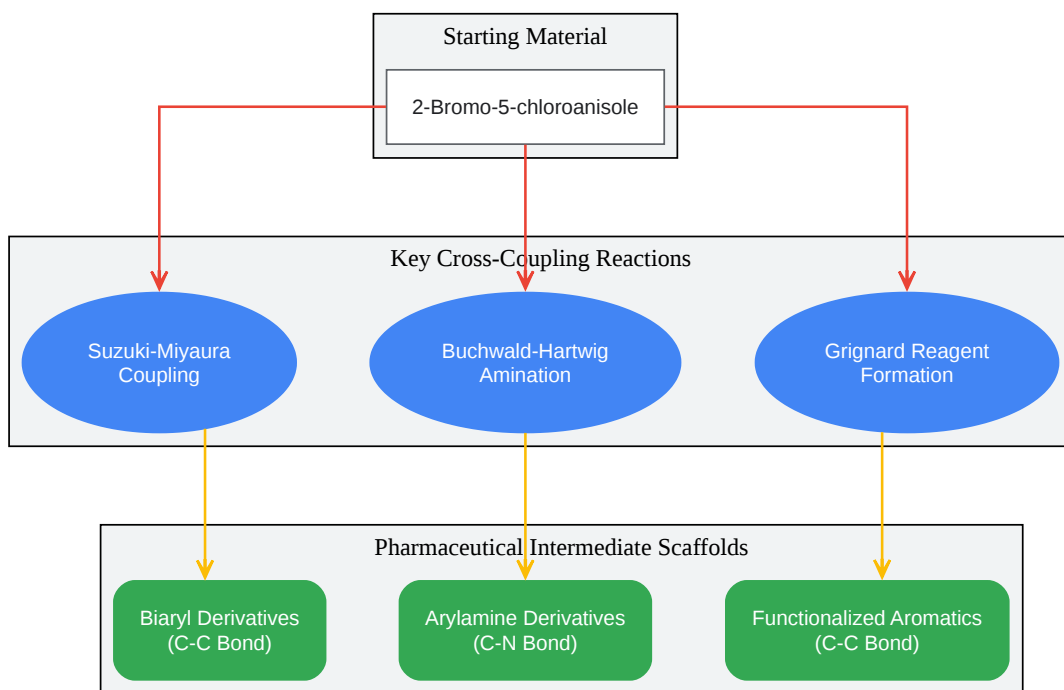 Starting Material
2-Bromo-5-chloroanisole
Key Cross-Coupling Reactions
Suzuki-Miyaura
Coupling
Buchwald-Hartwig
Amination
Grignard Reagent
Formation
Pharmaceutical Intermediate Scaffolds
Biaryl Derivatives
(C-C Bond)
Arylamine Derivatives
(C-N Bond)
Functionalized Aromatics
(C-C Bond)